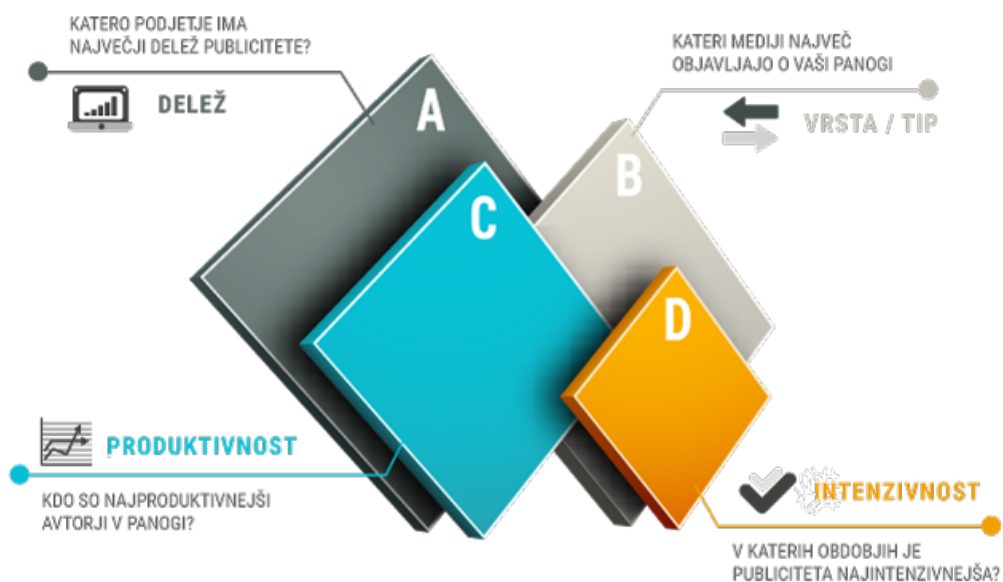 KATERO PODJETJE IMA
NAJVEČJI DELEŽ PUBLICITETE?
DELEŽ
KATERI MEDIJI NAJVEČ
OBJAVLJAJO O VAŠI PANOGI
VRSTA / TIP
A
B
C
D
PRODUKTIVNOST
KDO SO NAJPRODUKTIVNEJŠI
AVTORJI V PANOGI?
INTENZIVNOST
V KATERIH OBDOBJIH JE
PUBLICITETA NAJINTENZIVNEJŠA?